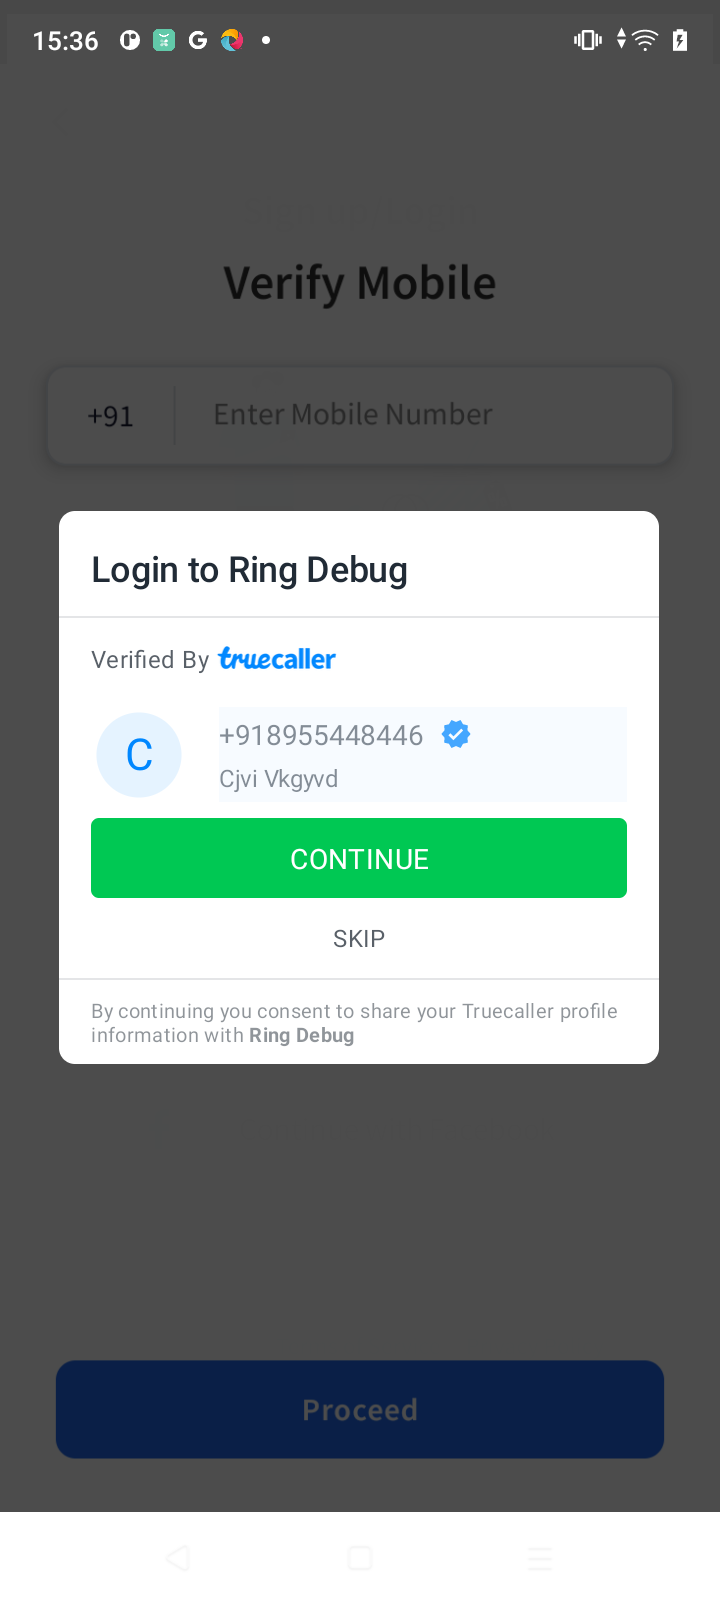 15:36
Verify Mobile
+91 Enter Mobile Number
Login to Ring Debug
Verified By truecaller
C
+918955448446
Cjvi Vkgyvd
CONTINUE
SKIP
By continuing you consent to share your Truecaller profile
information with Ring Debug
Proceed